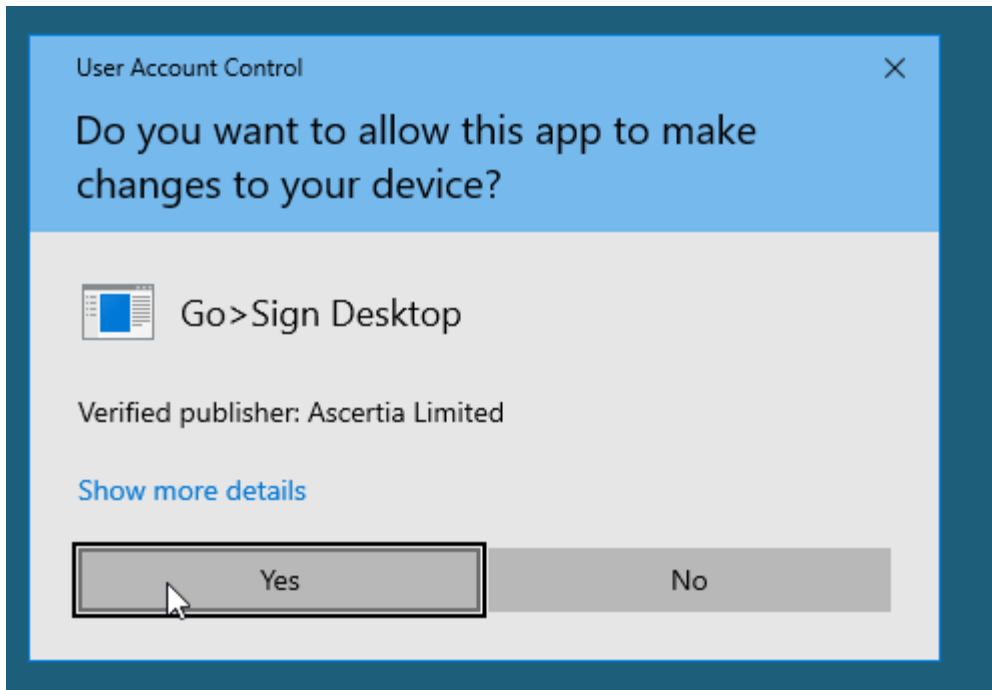 User Account Control
Do you want to allow this app to make
changes to your device?
Go>Sign Desktop
Verified publisher: Ascertia Limited
Show more details
Yes
No